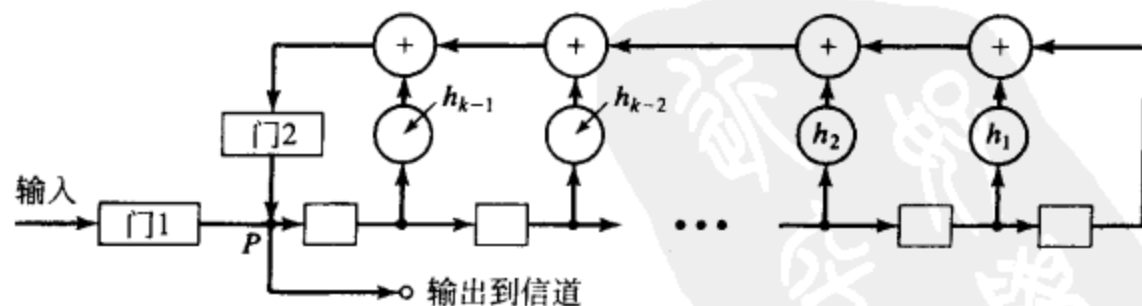 + + + +
h_{k-1} h_{k-2}
门2 h_2 h_1
输入
门1
P
输出到信道